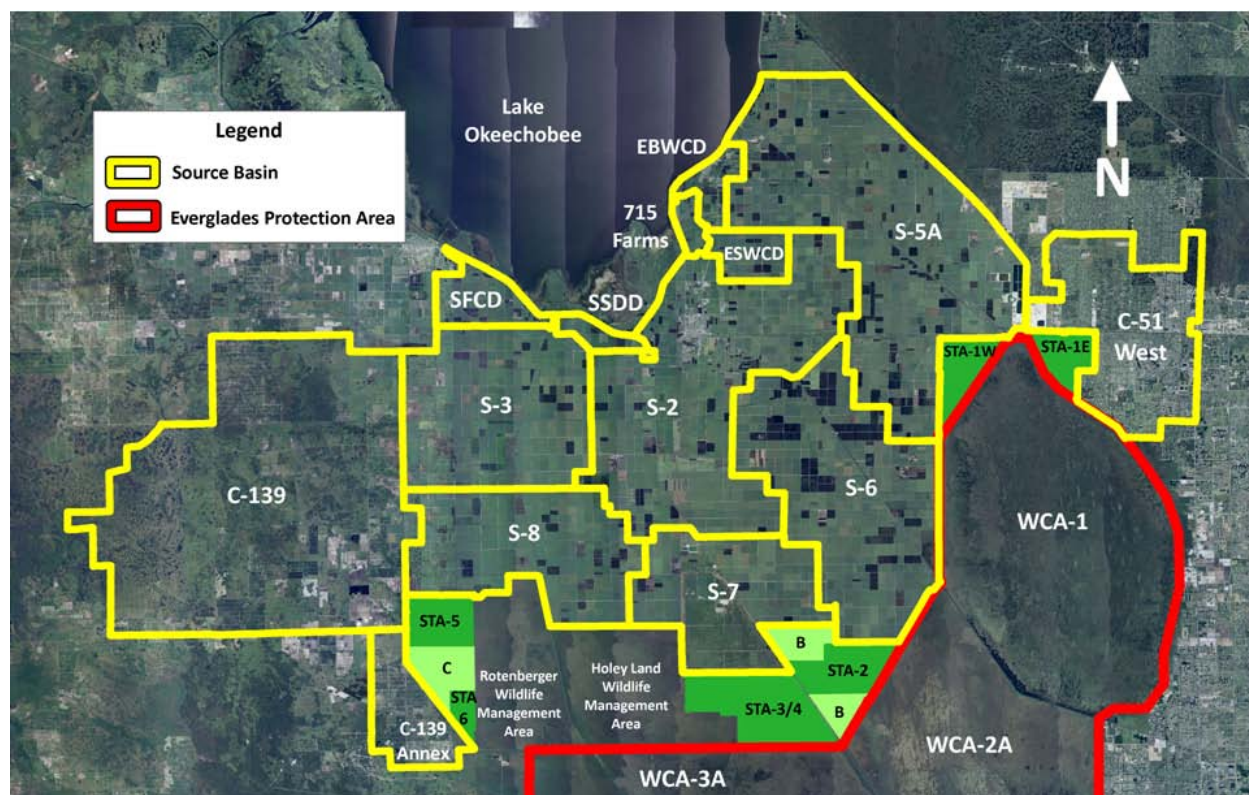 Lake
Okeechobee
Legend
Source Basin
Everglades Protection Area
N
EBWCD
715
Farms
ESWCD
S-5A
SFCD
SSDD
C-51
West
STA-1W
STA-1E
S-3
S-2
C-139
S-6
WCA-1
S-8
S-7
STA-5
C
STA
6
Rotenberger
Wildlife
Management
Area
Holey Land
Wildlife
Management
Area
B
STA-2
B
STA-3/4
C-139
Annex
WCA-2A
WCA-3A